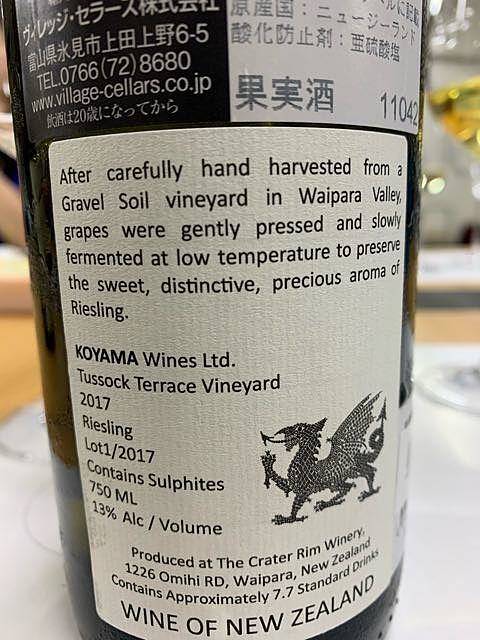 ヴィレッジ・セラーズ株式会社
富山県氷見市上田上野6-5
TEL0766(72)8680
www.village-cellars.co.jp
飲酒は20歳になってから
原産国：ニュージーランド
酸化防止剤：亜硫酸塩
果実酒
11042
After carefully hand harvested from a
Gravel Soil vineyard in Waipara Valley,
grapes were gently pressed and slowly
fermented at low temperature to preserve
the sweet, distinctive, precious aroma of
Riesling.
KOYAMA Wines Ltd.
Tussock Terrace Vineyard
2017
Riesling
Lot1/2017
Contains Sulphites
750 ML
13% Alc / Volume
Produced at The Crater Rim Winery,
1226 Omihi RD, Waipara, New Zealand
Contains Approximately 7.7 Standard Drinks
WINE OF NEW ZEALAND